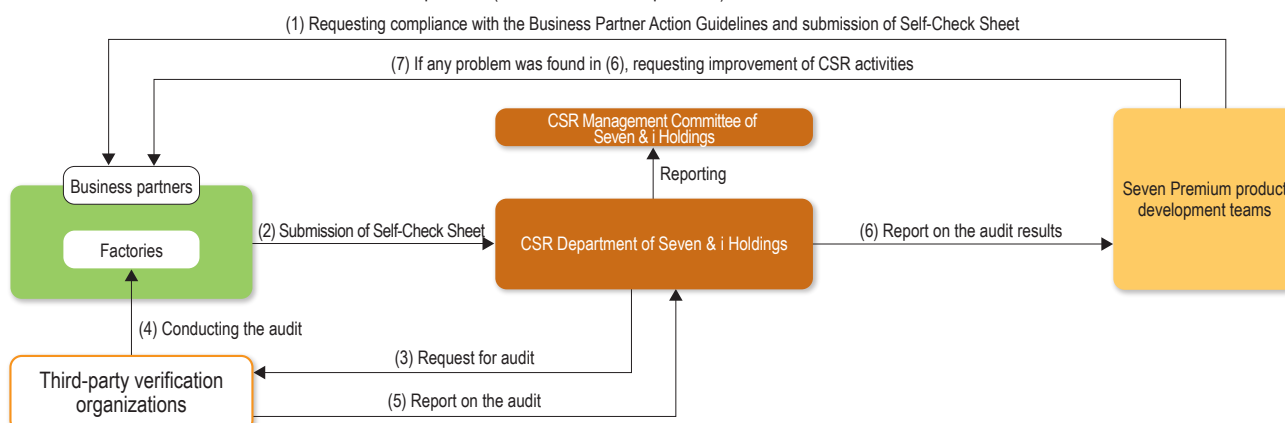 (1) Requesting compliance with the Business Partner Action Guidelines and submission of Self-Check Sheet
(7) If any problem was found in (6), requesting improvement of CSR activities
CSR Management Committee of
Seven & i Holdings
Reporting
Business partners
Factories
(2) Submission of Self-Check Sheet
CSR Department of Seven & i Holdings
(6) Report on the audit results
Seven Premium product
development teams
(4) Conducting the audit
(3) Request for audit
Third-party verification
organizations
(5) Report on the audit